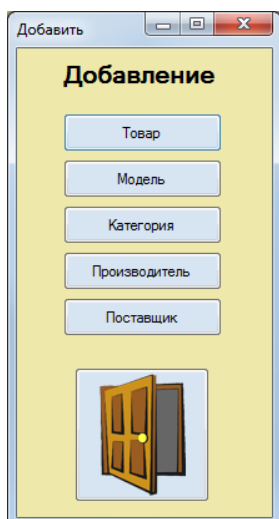 Добавить
Добавление
Товар
Модель
Категория
Производитель
Поставщик